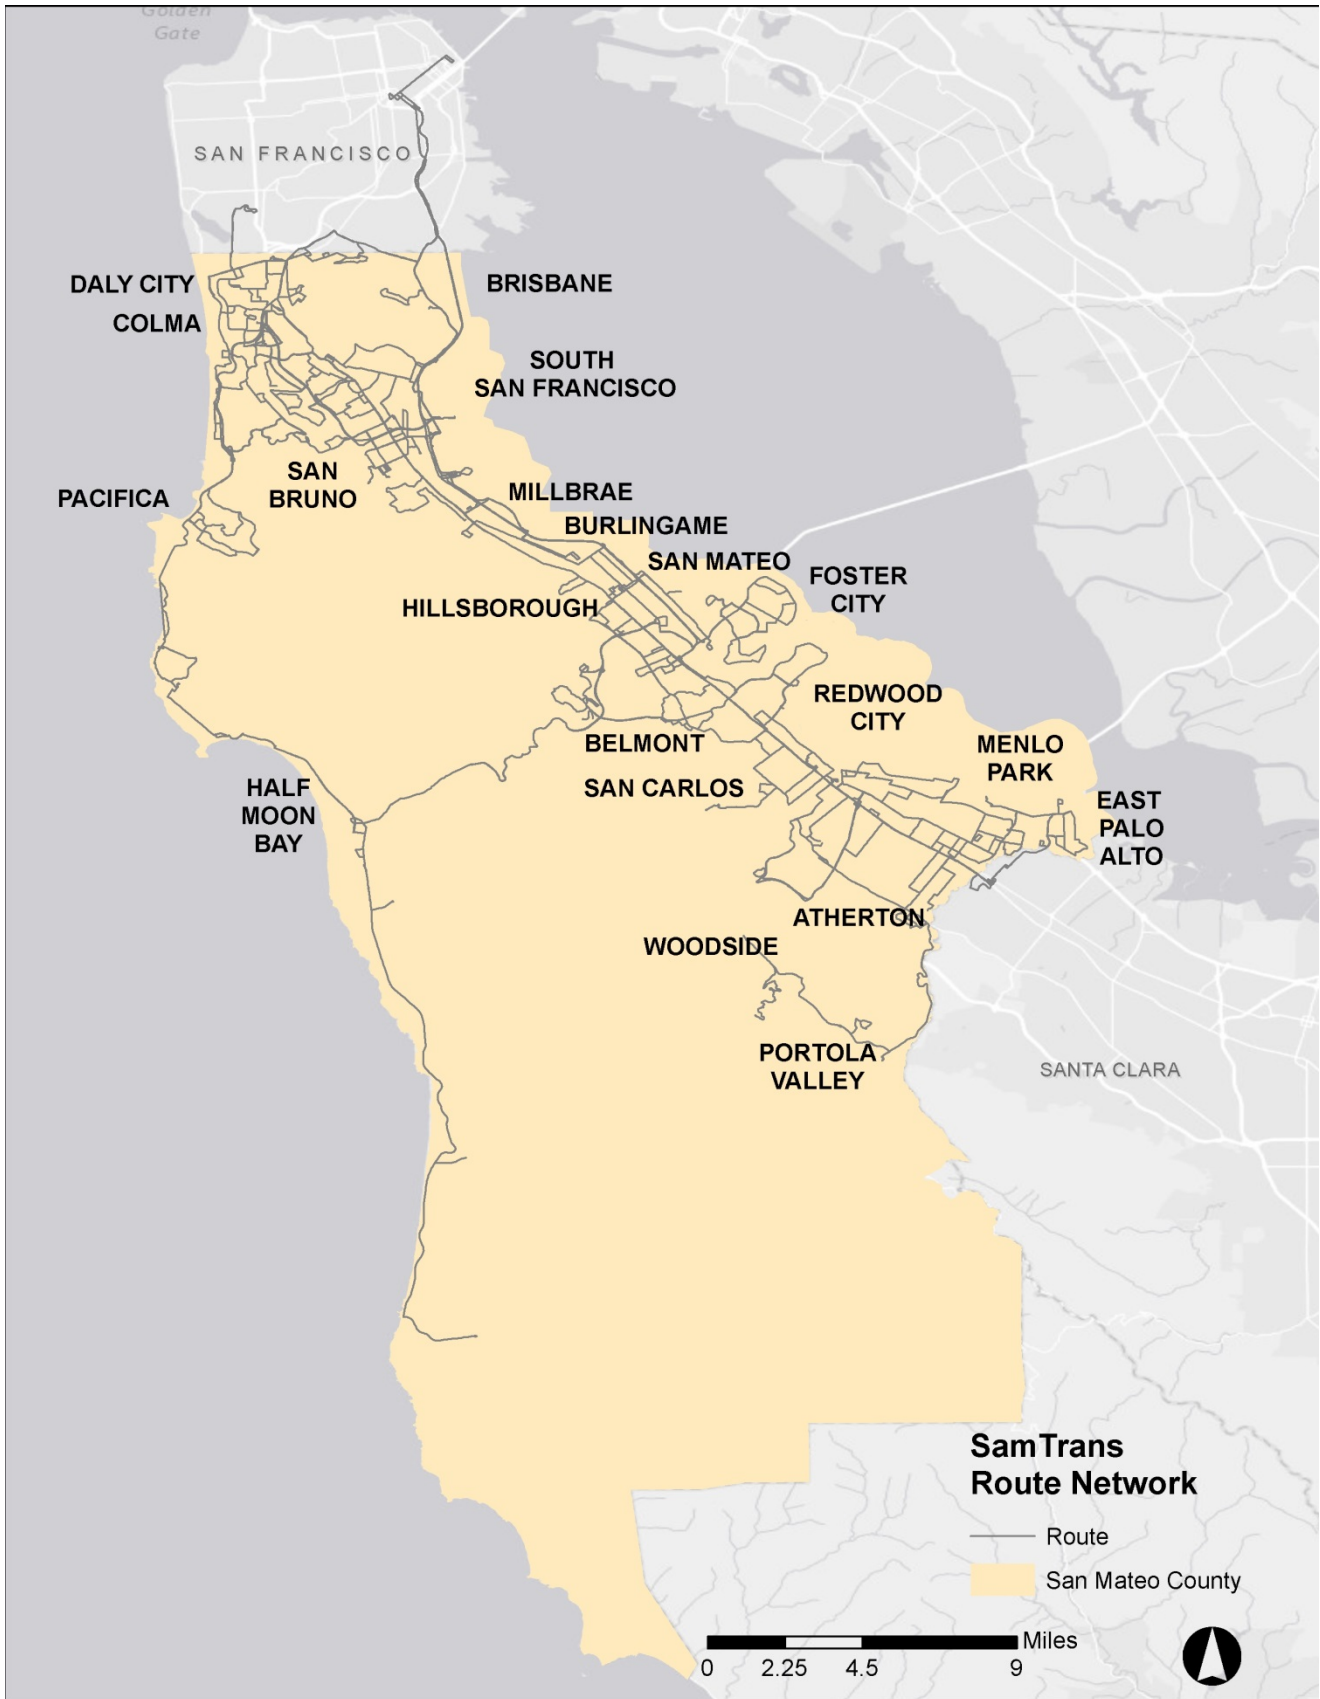 Golden
Gate
SAN FRANCISCO
DALY CITY
BRISBANE
COLMA
SOUTH
SAN FRANCISCO
SAN
BRUNO
PACIFICA
MILLBRAE
BURLINGAME
SAN MATEO
FOSTER
CITY
HILLSBOROUGH
REDWOOD
CITY
BELMONT
MENLO
PARK
SAN CARLOS
HALF
MOON
BAY
EAST
PALO
ALTO
ATHERTON
WOODSIDE
PORTOLA
VALLEY
SANTA CLARA
SamTrans
Route Network
Route
San Mateo County
Miles
0 2.25 4.5 9